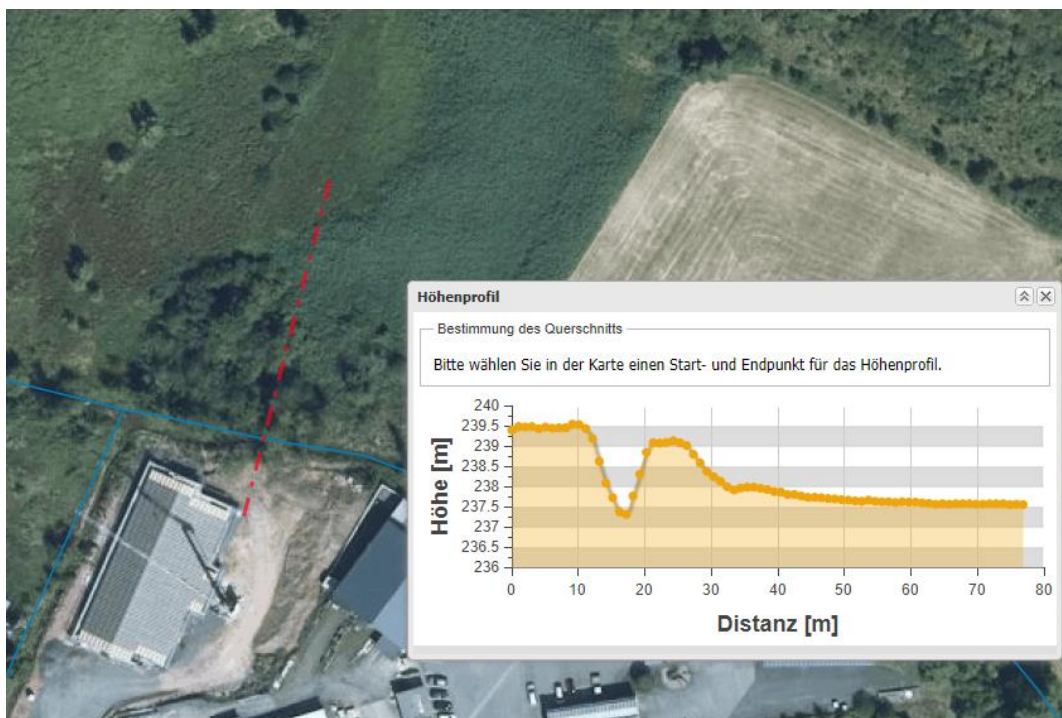 Höhenprofil
Bestimmung des Querschnitts
Bitte wählen Sie in der Karte einen Start- und Endpunkt für das Höhenprofil.
Höhe [m]
240
239.5
239
238.5
238
237.5
237
236.5
236
0 10 20 30 40 50 60 70 80
Distanz [m]